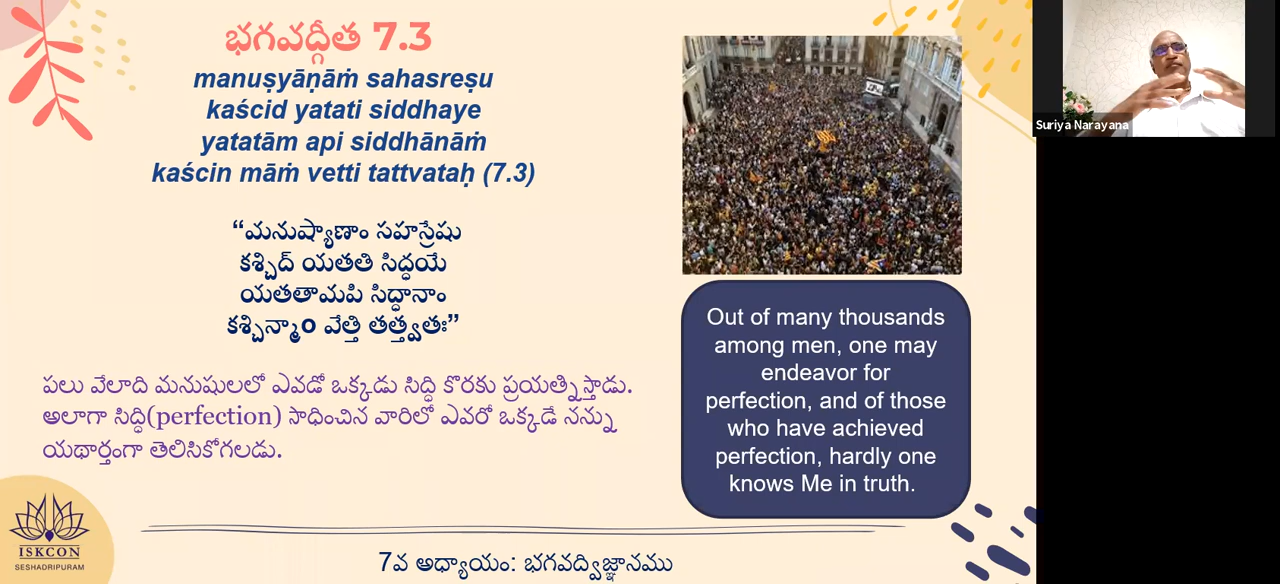 భగవద్గీత 7.3
manuṣyāṇāṁ sahasreṣu
kaścid yatati siddhaye
yatatām api siddhānāṁ
kaścin māṁ vetti tattvataḥ (7.3)
“మనుష్యాణాం సహస్రేషు
కశ్చిద్ యతతి సిద్ధయే
యతతామపి సిద్ధానాం
కశ్చిన్మాం వేత్తి తత్త్వతః”
పలు వేలాది మనుషులలో ఎవడో ఒక్కడు సిద్ధి కొరకు ప్రయత్నిస్తాడు.
అలాగా సిద్ధి(perfection) సాధించిన వారిలో ఎవరో ఒక్కడే నన్ను
యథార్తంగా తెలిసికోగలడు.
Out of many thousands
among men, one may
endeavor for
perfection, and of those
who have achieved
perfection, hardly one
knows Me in truth.
Suriya Narayana
ISKCON
SESHADRIPURAM
7వ అధ్యాయం: భగవద్విజ్ఞానము